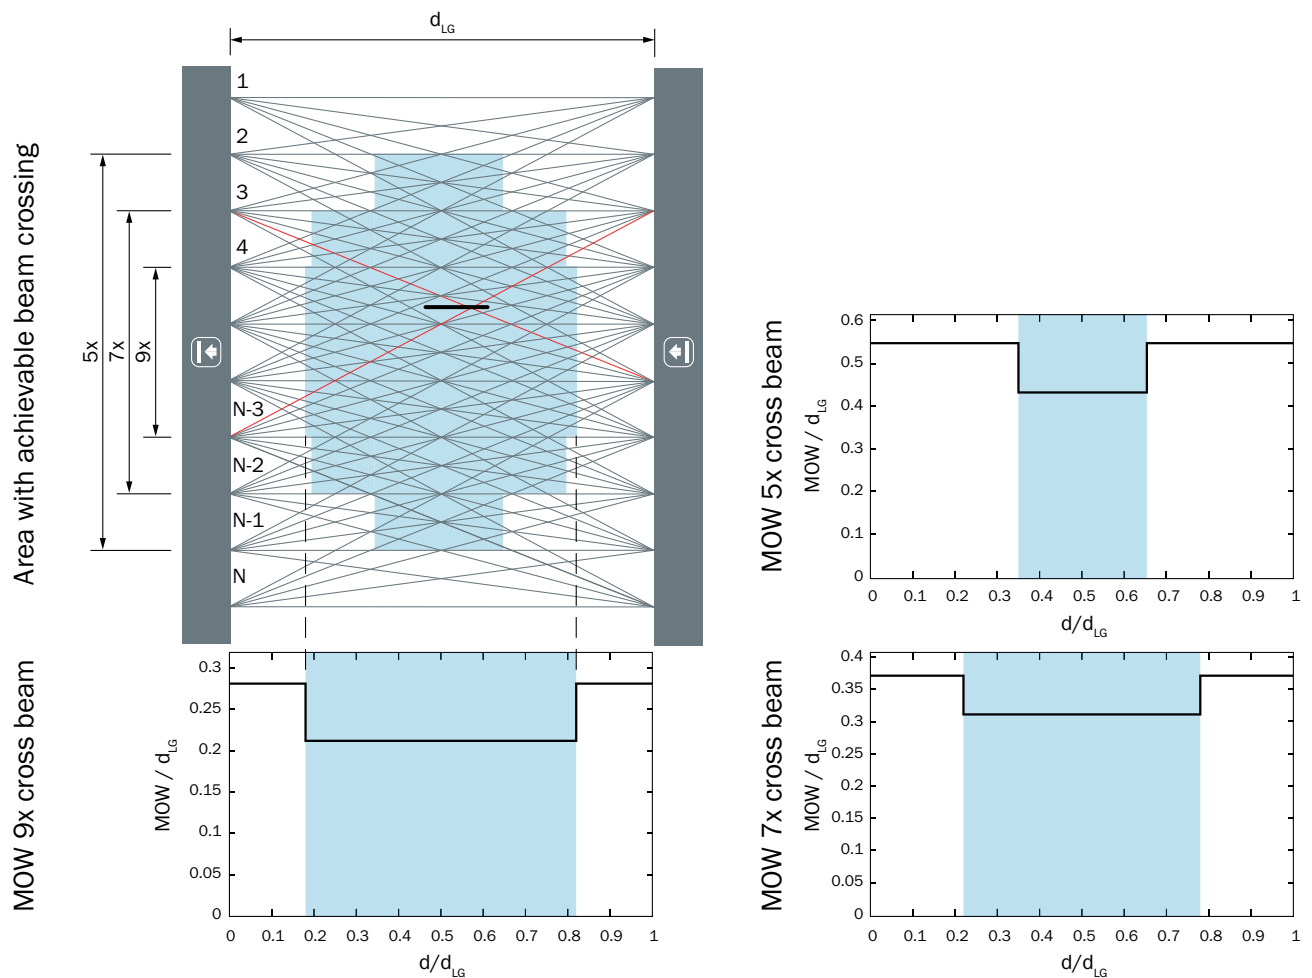 d_LG
Area with achievable beam crossing
5x
7x
9x
1
2
3
4
N-3
N-2
N-1
N
MOW 5x cross beam
MOW / d_LG
0.6
0.5
0.4
0.3
0.2
0.1
0
0 0.1 0.2 0.3 0.4 0.5 0.6 0.7 0.8 0.9 1
d/d_LG
MOW 9x cross beam
MOW / d_LG
0.3
0.25
0.2
0.15
0.1
0.05
0
0 0.1 0.2 0.3 0.4 0.5 0.6 0.7 0.8 0.9 1
d/d_LG
MOW 7x cross beam
MOW / d_LG
0.4
0.35
0.3
0.25
0.2
0.15
0.1
0.05
0
0 0.1 0.2 0.3 0.4 0.5 0.6 0.7 0.8 0.9 1
d/d_LG